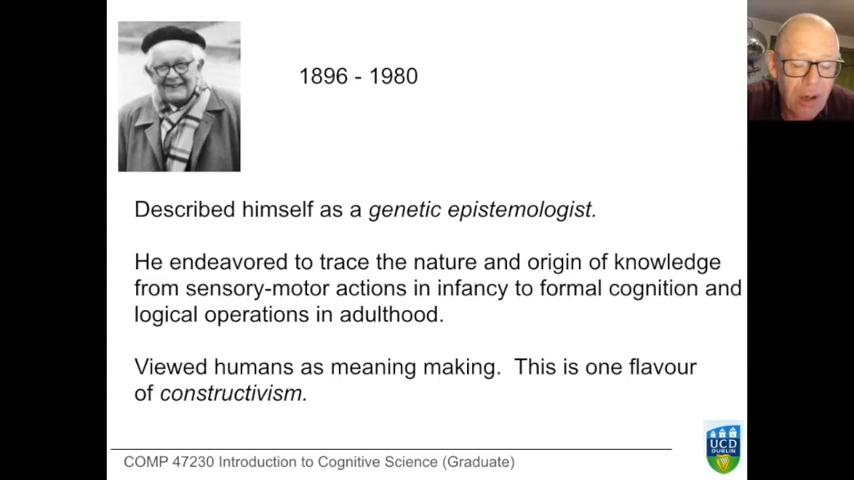 1896 - 1980
Described himself as a genetic epistemologist.
He endeavored to trace the nature and origin of knowledge
from sensory-motor actions in infancy to formal cognition and
logical operations in adulthood.
Viewed humans as meaning making.  This is one flavour
of constructivism.
COMP 47230 Introduction to Cognitive Science (Graduate)
UCD
DUBLIN